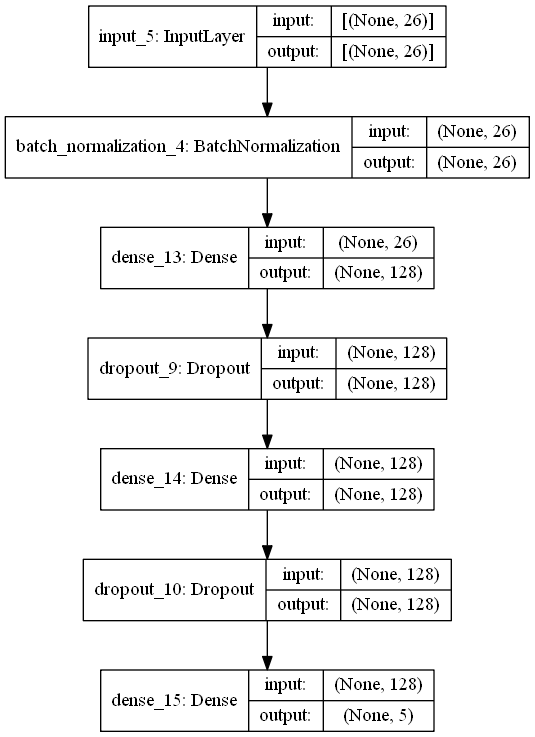 input_5: InputLayer
input: [(None, 26)]
output: [(None, 26)]
batch_normalization_4: BatchNormalization
input: (None, 26)
output: (None, 26)
dense_13: Dense
input: (None, 26)
output: (None, 128)
dropout_9: Dropout
input: (None, 128)
output: (None, 128)
dense_14: Dense
input: (None, 128)
output: (None, 128)
dropout_10: Dropout
input: (None, 128)
output: (None, 128)
dense_15: Dense
input: (None, 128)
output: (None, 5)